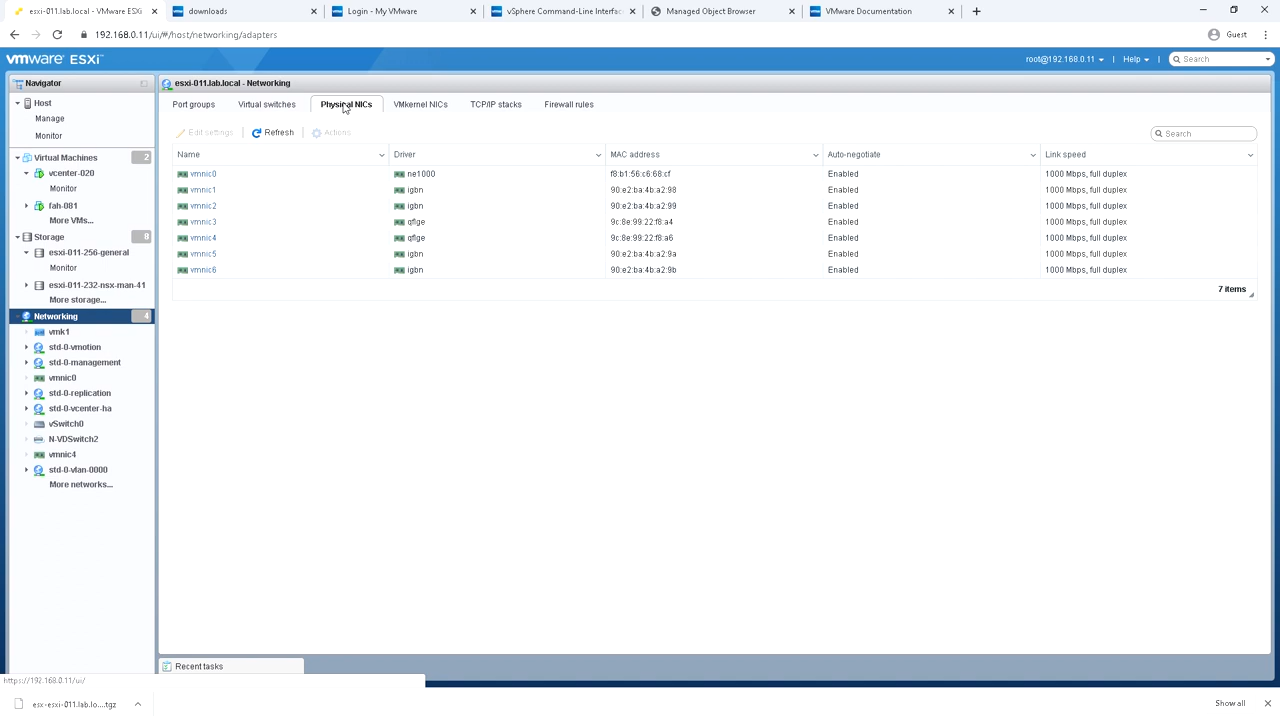 esxi-011.lab.local - VMware ESXi
downloads
Login - My VMware
vSphere Command-Line Interfac
Managed Object Browser
VMware Documentation
192.168.0.11/ui/#/host/networking/adapters
Guest
vmware ESXi
root@192.168.0.11
Help
Search
Navigator
Host
Manage
Monitor
Virtual Machines 2
vcenter-020
Monitor
fah-081
More VMs...
Storage 8
esxi-011-256-general
Monitor
esxi-011-232-nsx-man-41
More storage...
Networking 4
vmk1
std-0-vmotion
std-0-management
vmnic0
std-0-replication
std-0-vcenter-ha
vSwitch0
N-VDSwitch2
vmnic4
std-0-vlan-0000
More networks...
esxi-011.lab.local - Networking
Port groups Virtual switches Physical NICs VMkernel NICs TCP/IP stacks Firewall rules
Edit settings Refresh Actions
Search
Name Driver MAC address Auto-negotiate Link speed
vmnic0 ne1000 f8:b1:56:c6:68:cf Enabled 1000 Mbps, full duplex
vmnic1 igbn 90:e2:ba:4b:a2:98 Enabled 1000 Mbps, full duplex
vmnic2 igbn 90:e2:ba:4b:a2:99 Enabled 1000 Mbps, full duplex
vmnic3 qflge 9c:8e:99:22:f8:a4 Enabled 1000 Mbps, full duplex
vmnic4 qflge 9c:8e:99:22:f8:a6 Enabled 1000 Mbps, full duplex
vmnic5 igbn 90:e2:ba:4b:a2:9a Enabled 1000 Mbps, full duplex
vmnic6 igbn 90:e2:ba:4b:a2:9b Enabled 1000 Mbps, full duplex
7 items
Recent tasks
https://192.168.0.11/ui/
esx-esxi-011.lab.lo....tgz
Show all